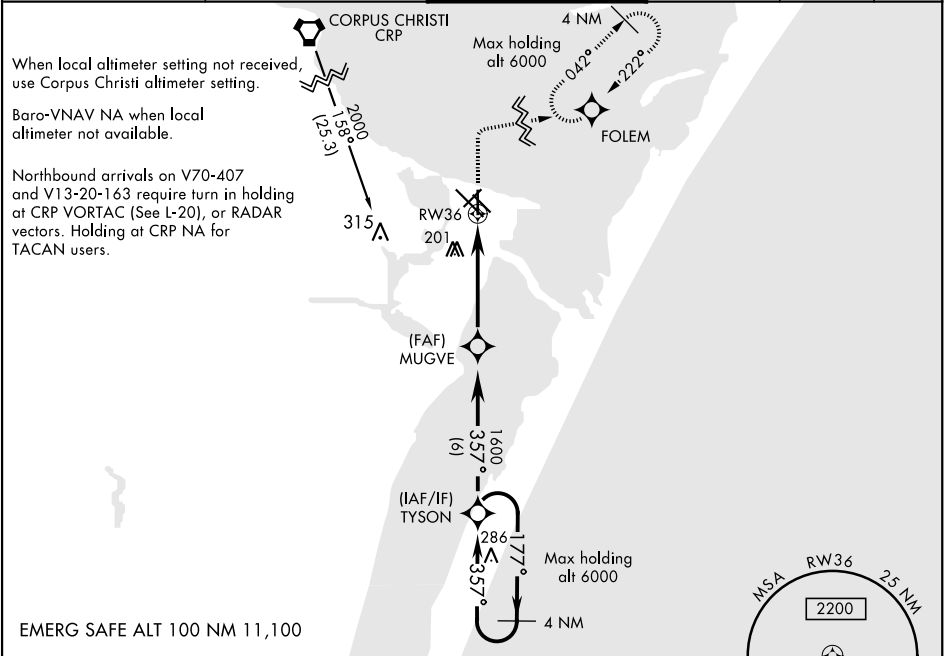 When local altimeter setting not received,
use Corpus Christi altimeter setting.
Baro-VNAV NA when local
altimeter not available.
Northbound arrivals on V70-407
and V13-20-163 require turn in holding
at CRP VORTAC (See L-20), or RADAR
vectors. Holding at CRP NA for
TACAN users.
CORPUS CHRISTI
CRP
2000
158°
(25.3)
315
4 NM
Max holding
alt 6000
042°
222°
FOLEM
RW36
201
(FAF)
MUGVE
1600
357°
(6)
(IAF/IF)
TYSON
286
177°
357°
Max holding
alt 6000
4 NM
EMERG SAFE ALT 100 NM 11,100
MSA RW36 25 NM
2200